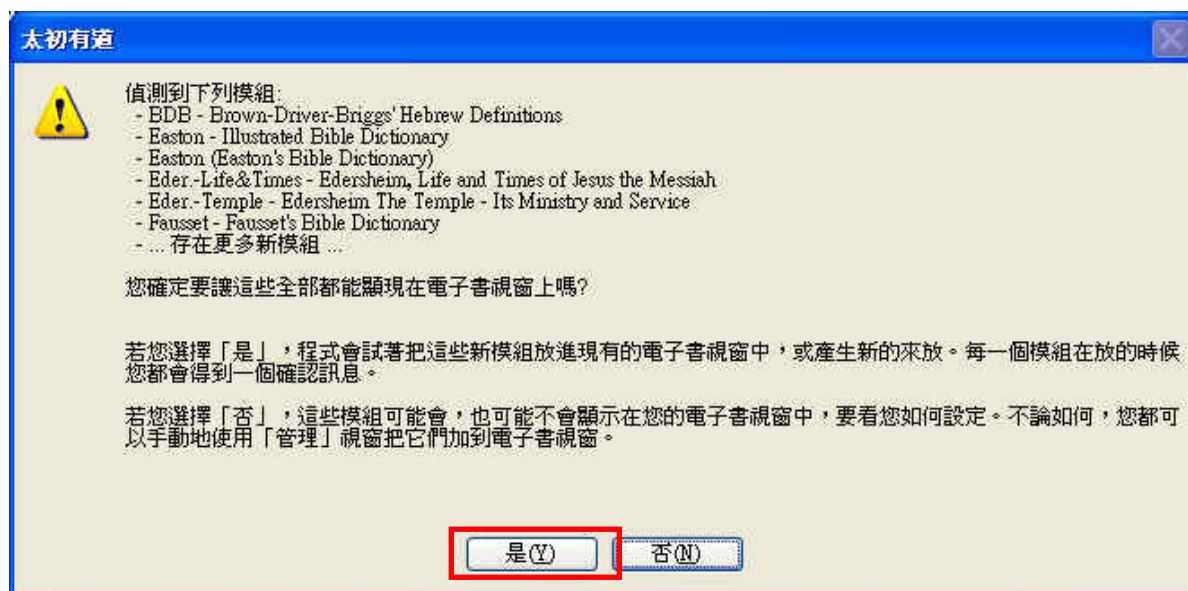 太初有道
偵測到下列模組:
- BDB - Brown-Driver-Briggs' Hebrew Definitions
- Easton - Illustrated Bible Dictionary
- Easton (Easton's Bible Dictionary)
- Eder.-Life&Times - Edersheim, Life and Times of Jesus the Messiah
- Eder.-Temple - Edersheim The Temple - Its Ministry and Service
- Fausset - Fausset's Bible Dictionary
- ... 存在更多新模組 ...
您確定要讓這些全部都能顯現在電子書視窗上嗎?
若您選擇「是」，程式會試著把這些新模組放進現有的電子書視窗中，或產生新的來放。每一個模組在放的時候
您都會得到一個確認訊息。
若您選擇「否」，這些模組可能會，也可能不會顯示在您的電子書視窗中，要看您如何設定。不論如何，您都可
以手動地使用「管理」視窗把它們加到電子書視窗。
是(Y) 否(N)